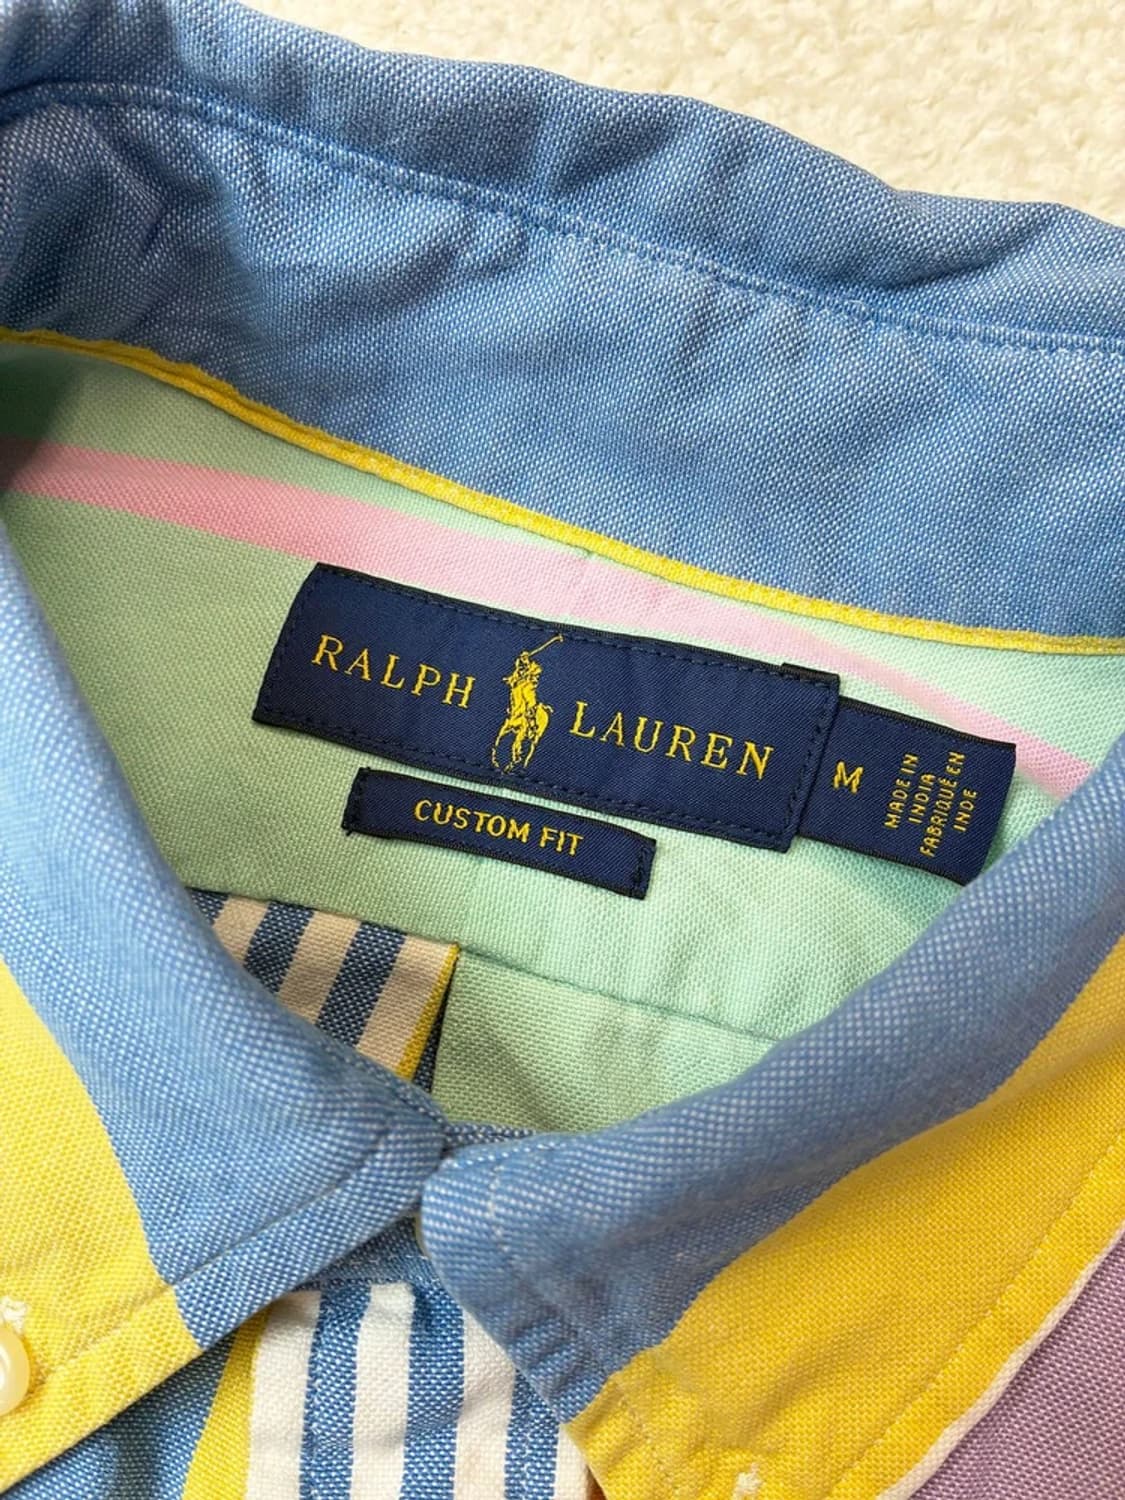 RALPH LAUREN
M
MADE IN
INDIA
FABRIQUÉ EN
INDE
CUSTOM FIT